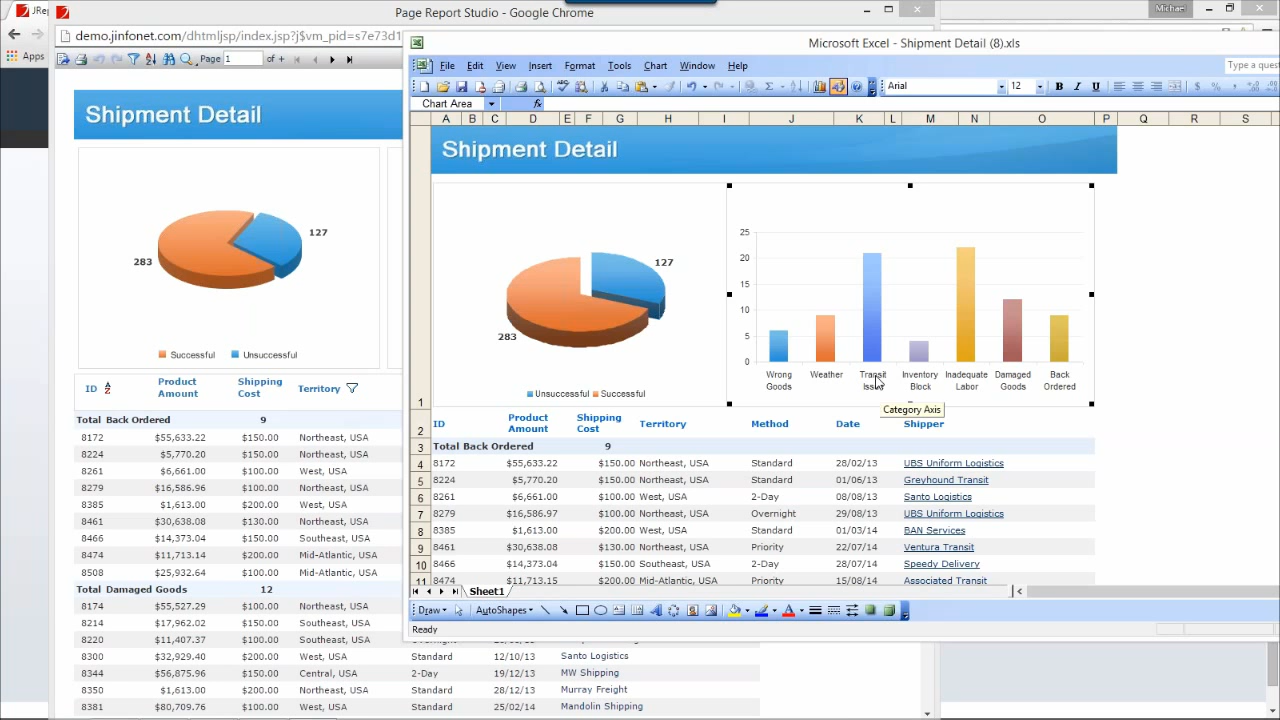 JRe
Page Report Studio - Google Chrome
Michael
demo.jinfonet.com/dhtmljsp/index.jsp?j$vm_pid=s7e73d1
Apps
Page 1 of +
Shipment Detail
283
127
Successful Unsuccessful
ID Product Amount Shipping Cost Territory
Total Back Ordered 9
8172 $55,633.22 $150.00 Northeast, USA
8224 $5,770.20 $150.00 Northeast, USA
8261 $6,661.00 $100.00 West, USA
8279 $16,586.96 $100.00 Northeast, USA
8385 $1,613.00 $200.00 West, USA
8461 $30,638.08 $130.00 Northeast, USA
8466 $14,373.04 $150.00 Southeast, USA
8474 $11,713.14 $200.00 Mid-Atlantic, USA
8508 $25,932.64 $100.00 Mid-Atlantic, USA
Total Damaged Goods 12
8174 $55,527.29 $100.00 Northeast, USA
8214 $17,962.02 $100.00 Southeast, USA
8220 $11,407.37 $100.00 Southeast, USA
8300 $32,929.40 $200.00 West, USA Standard 12/10/13 Santo Logistics
8344 $56,875.96 $150.00 Central, USA 2-Day 19/12/13 MW Shipping
8350 $1,613.00 $200.00 Northeast, USA Standard 28/12/13 Murray Freight
8381 $80,709.76 $100.00 West, USA Standard 25/02/14 Mandolin Shipping
Microsoft Excel - Shipment Detail (8).xls
File Edit View Insert Format Tools Chart Window Help
Type a quest
Arial 12 B I U
Chart Area fx
A B C D E F G H I J K L M N O P Q R S
Shipment Detail
127
283
Unsuccessful Successful
25
20
15
10
5
0
Wrong Goods
Weather
Transit
Inventory Block
Inadequate Labor
Damaged Goods
Back Ordered
Category Axis
1
2 ID Product Amount Shipping Cost Territory Method Date Shipper
3 Total Back Ordered 9
4 8172 $55,633.22 $150.00 Northeast, USA Standard 28/02/13 UBS Uniform Logistics
5 8224 $5,770.20 $150.00 Northeast, USA Standard 01/06/13 Greyhound Transit
6 8261 $6,661.00 $100.00 West, USA 2-Day 08/08/13 Santo Logistics
7 8279 $16,586.97 $100.00 Northeast, USA Overnight 29/08/13 UBS Uniform Logistics
8 8385 $1,613.00 $200.00 West, USA Standard 01/03/14 BAN Services
9 8461 $30,638.08 $130.00 Northeast, USA Priority 22/07/14 Ventura Transit
10 8466 $14,373.04 $150.00 Southeast, USA 2-Day 28/07/14 Speedy Delivery
11 8474 $11,713.15 $200.00 Mid-Atlantic, USA Priority 15/08/14 Associated Transit
Sheet1
Draw AutoShapes
Ready